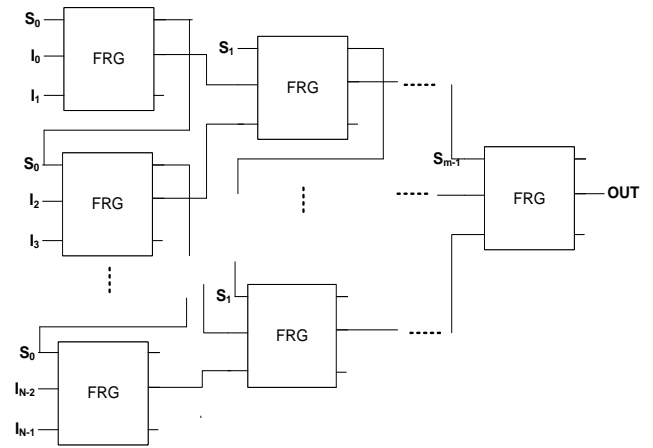 S0
I0
I1
FRG
S1
FRG
S0
I2
I3
FRG
Sm-1
FRG
OUT
S1
FRG
S0
IN-2
IN-1
FRG